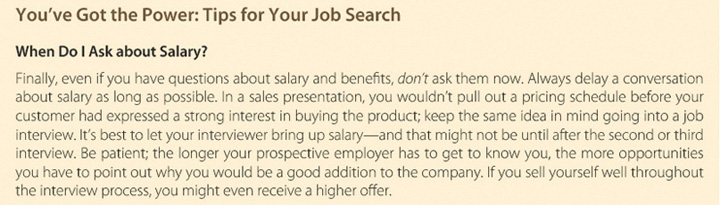 You've Got the Power: Tips for Your Job Search
When Do I Ask about Salary?
Finally, even if you have questions about salary and benefits, don't ask them now. Always delay a conversation
about salary as long as possible. In a sales presentation, you wouldn't pull out a pricing schedule before your
customer had expressed a strong interest in buying the product; keep the same idea in mind going into a job
interview. It's best to let your interviewer bring up salary—and that might not be until after the second or third
interview. Be patient; the longer your prospective employer has to get to know you, the more opportunities
you have to point out why you would be a good addition to the company. If you sell yourself well throughout
the interview process, you might even receive a higher offer.